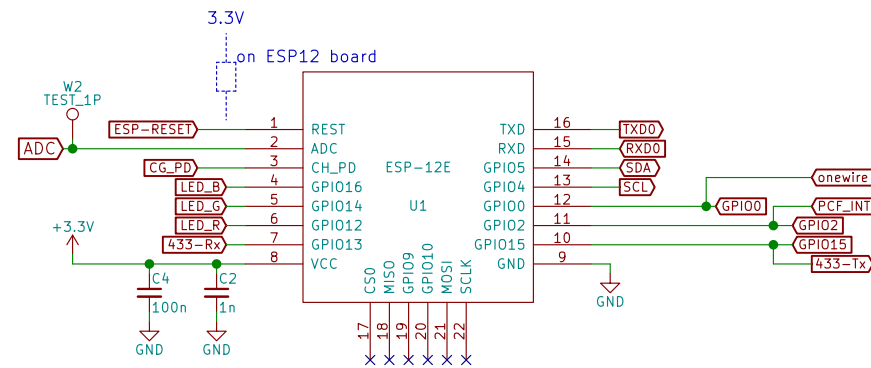 3.3V
on ESP12 board
W2
TEST_1P
ESP-RESET 1 REST TXD 16 TXD0
ADC 2 ADC RXD 15 RXD0
CG_PD 3 CH_PD ESP-12E GPIO5 14 SDA
LED_B 4 GPIO16 GPIO4 13 SCL
onewire
LED_G 5 GPIO14 U1 GPIO0 12 GPIO0
PCF_INT
LED_R 6 GPIO12 GPIO2 11 GPIO2
+3.3V
433-Rx 7 GPIO13 GPIO15 10 GPIO15
8 VCC GND 9 433-Tx
C4 C2
100n 1n
GND GND
CS0 MISO GPIO9 GPIO10 MOSI SCLK
17 18 19 20 21 22
GND